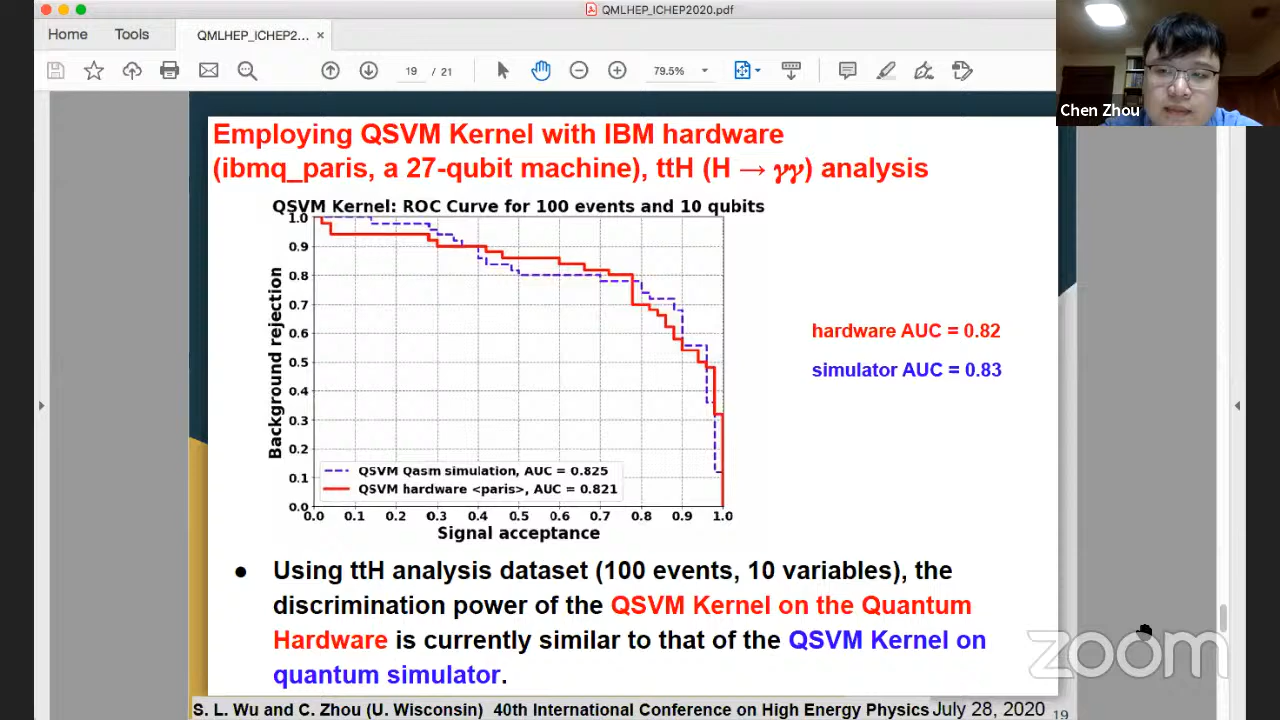 QMLHEP_ICHEP2020.pdf
Home Tools QMLHEP_ICHEP2... ×
19 / 21 79.5%
Chen Zhou
Employing QSVM Kernel with IBM hardware
(ibmq_paris, a 27-qubit machine), ttH (H → γγ) analysis
QSVM Kernel: ROC Curve for 100 events and 10 qubits
1.0
0.9
0.8
0.7
0.6
0.5
0.4
0.3
0.2
0.1
0.0
Background rejection
QSVM Qasm simulation, AUC = 0.825
QSVM hardware <paris>, AUC = 0.821
0.0 0.1 0.2 0.3 0.4 0.5 0.6 0.7 0.8 0.9 1.0
Signal acceptance
hardware AUC = 0.82
simulator AUC = 0.83
● Using ttH analysis dataset (100 events, 10 variables), the
discrimination power of the QSVM Kernel on the Quantum
Hardware is currently similar to that of the QSVM Kernel on
quantum simulator.
zoom
S. L. Wu and C. Zhou (U. Wisconsin) 40th International Conference on High Energy Physics July 28, 2020 19